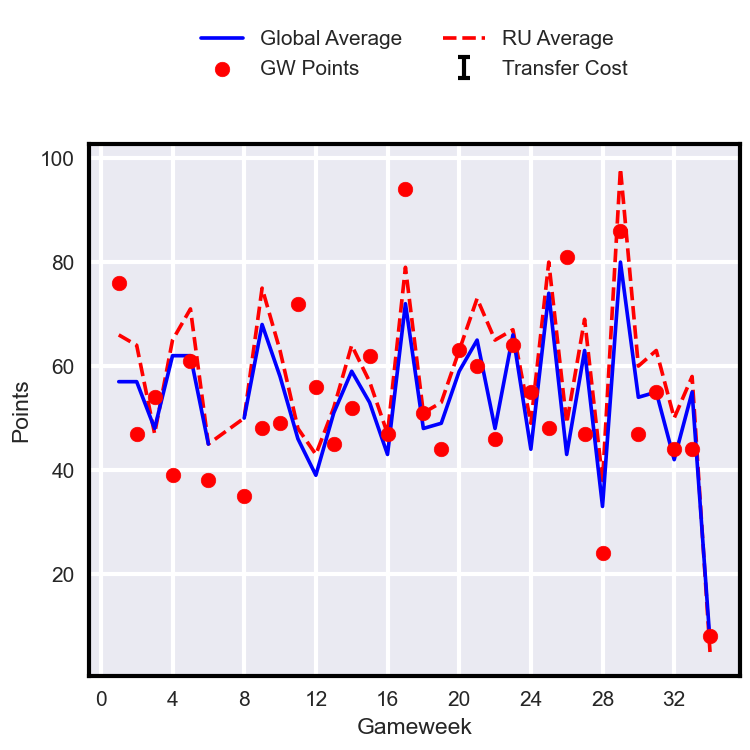 Global Average RU Average
GW Points Transfer Cost
100
80
60
40
20
Points
0 4 8 12 16 20 24 28 32
Gameweek